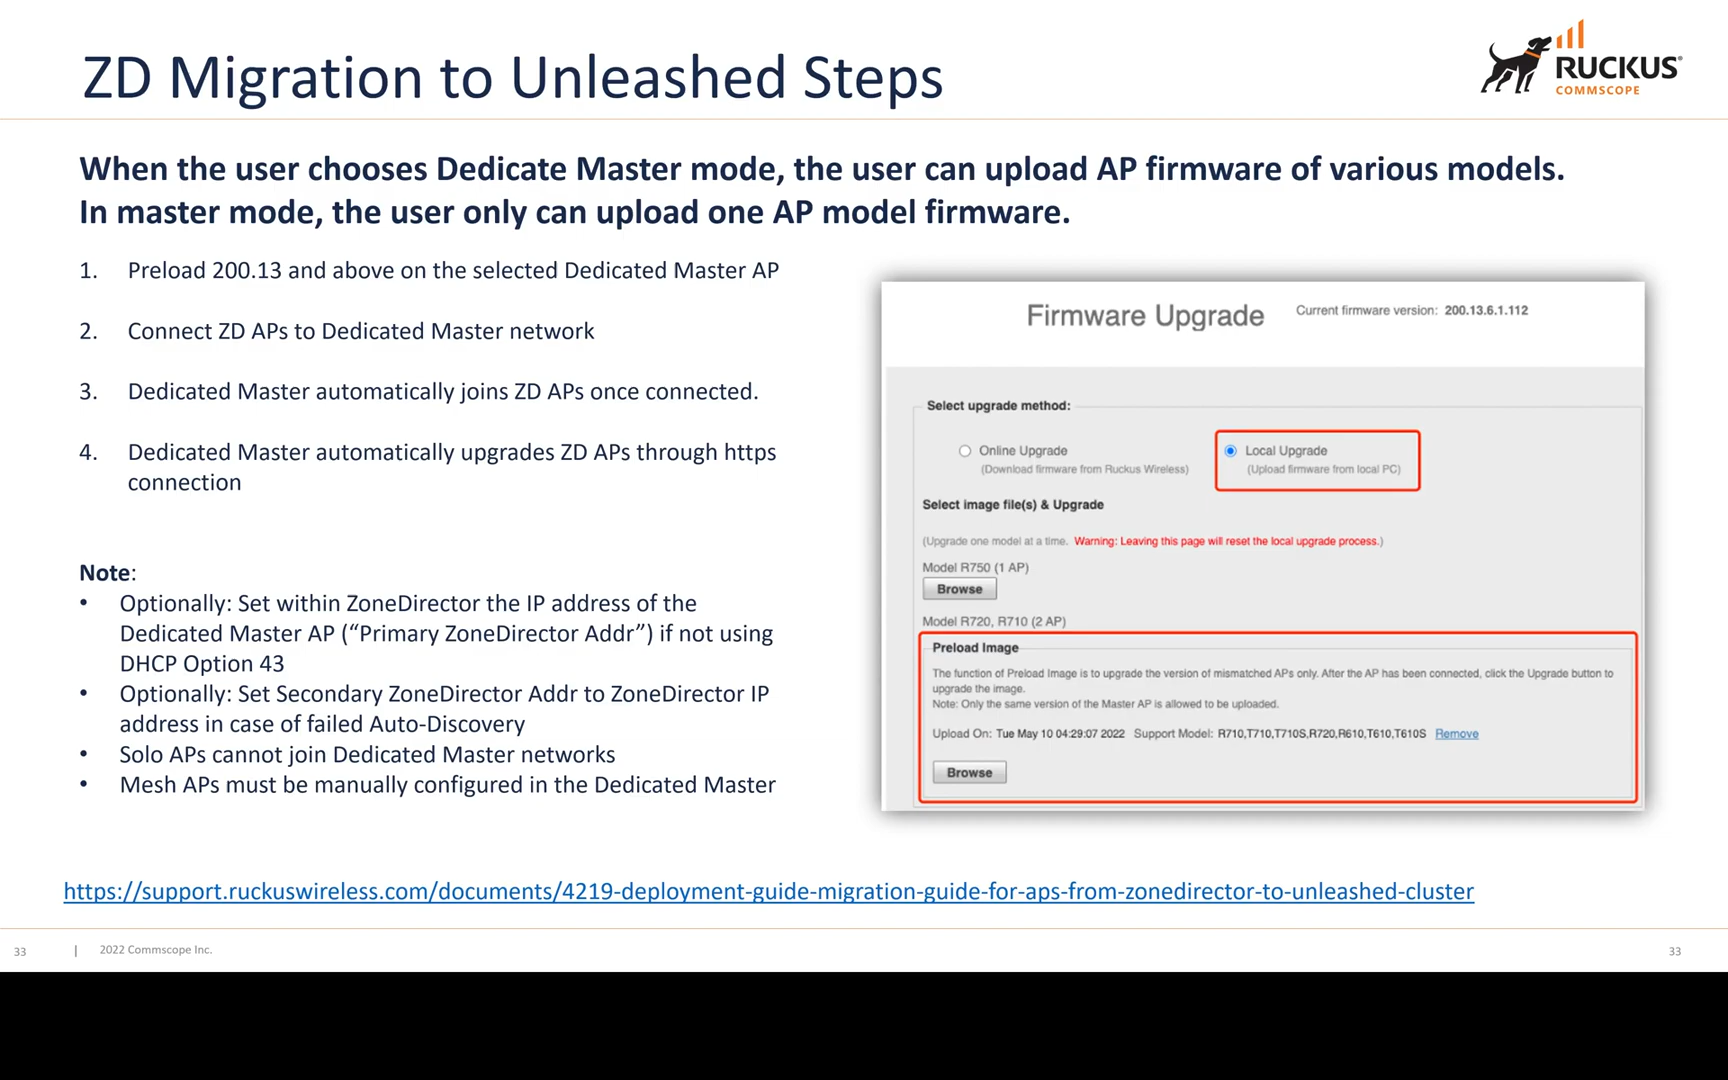 ZD Migration to Unleashed Steps
RUCKUS®
COMMSCOPE
When the user chooses Dedicate Master mode, the user can upload AP firmware of various models.
In master mode, the user only can upload one AP model firmware.
1. Preload 200.13 and above on the selected Dedicated Master AP
2. Connect ZD APs to Dedicated Master network
3. Dedicated Master automatically joins ZD APs once connected.
4. Dedicated Master automatically upgrades ZD APs through https
connection
Note:
• Optionally: Set within ZoneDirector the IP address of the
Dedicated Master AP (“Primary ZoneDirector Addr”) if not using
DHCP Option 43
• Optionally: Set Secondary ZoneDirector Addr to ZoneDirector IP
address in case of failed Auto-Discovery
• Solo APs cannot join Dedicated Master networks
• Mesh APs must be manually configured in the Dedicated Master
Firmware Upgrade Current firmware version: 200.13.6.1.112
Select upgrade method:
Online Upgrade
(Download firmware from Ruckus Wireless)
Local Upgrade
(Upload firmware from local PC)
Select image file(s) & Upgrade
(Upgrade one model at a time. Warning: Leaving this page will reset the local upgrade process.)
Model R750 (1 AP)
Browse
Model R720, R710 (2 AP)
Preload Image
The function of Preload Image is to upgrade the version of mismatched APs only. After the AP has been connected, click the Upgrade button to
upgrade the image.
Note: Only the same version of the Master AP is allowed to be uploaded.
Upload On: Tue May 10 04:29:07 2022 Support Model: R710,T710,T710S,R720,R610,T610,T610S Remove
Browse
https://support.ruckuswireless.com/documents/4219-deployment-guide-migration-guide-for-aps-from-zonedirector-to-unleashed-cluster
33 | 2022 Commscope Inc. 33